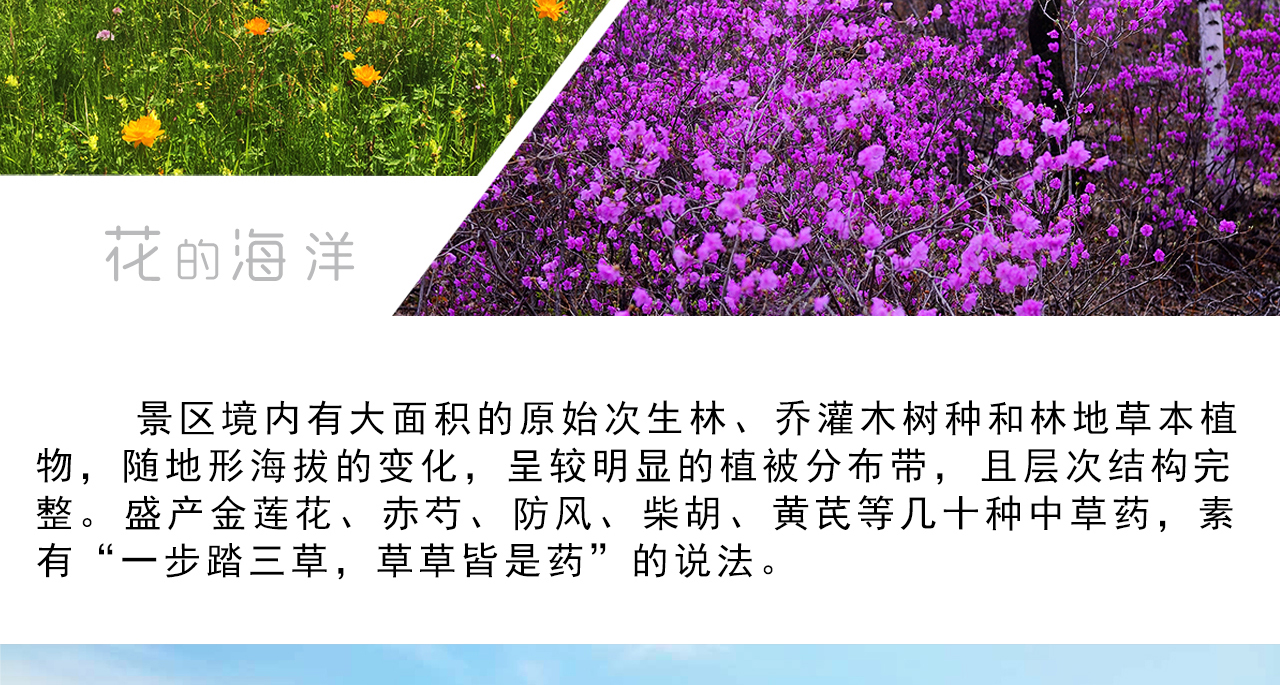 花的海洋
景区境内有大面积的原始次生林、乔灌木树种和林地草本植
物，随地形海拔的变化，呈较明显的植被分布带，且层次结构完
整。盛产金莲花、赤芍、防风、柴胡、黄芪等几十种中草药，素
有“一步踏三草，草草皆是药”的说法。